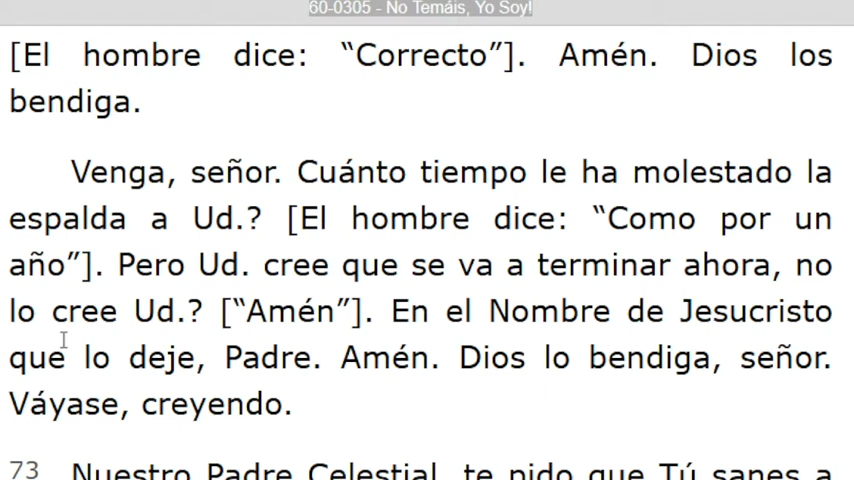 60-0305 - No Temáis, Yo Soy!
[El hombre dice: “Correcto”]. Amén. Dios los
bendiga.
Venga, señor. Cuánto tiempo le ha molestado la
espalda a Ud.? [El hombre dice: “Como por un
año”]. Pero Ud. cree que se va a terminar ahora, no
lo cree Ud.? [“Amén”]. En el Nombre de Jesucristo
que lo deje, Padre. Amén. Dios lo bendiga, señor.
Váyase, creyendo.
73 Nuestro Padre Celestial, te pido que Tú sanes a